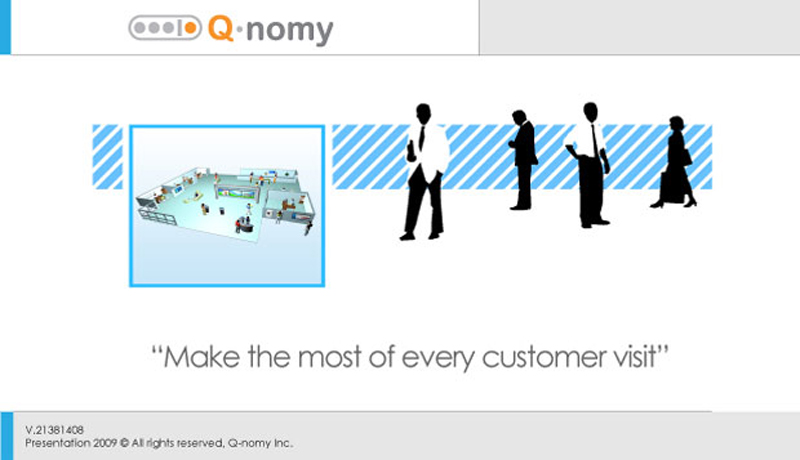 Q·nomy
“Make the most of every customer visit”
V.21381408
Presentation 2009 © All rights reserved, Q-nomy Inc.